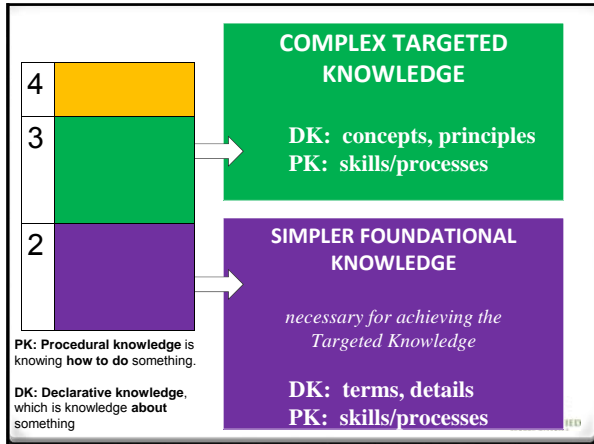 COMPLEX TARGETED
KNOWLEDGE
DK: concepts, principles
PK: skills/processes
4
3
2
SIMPLER FOUNDATIONAL
KNOWLEDGE
necessary for achieving the
Targeted Knowledge
DK: terms, details
PK: skills/processes
PK: Procedural knowledge is
knowing how to do something.
DK: Declarative knowledge,
which is knowledge about
something